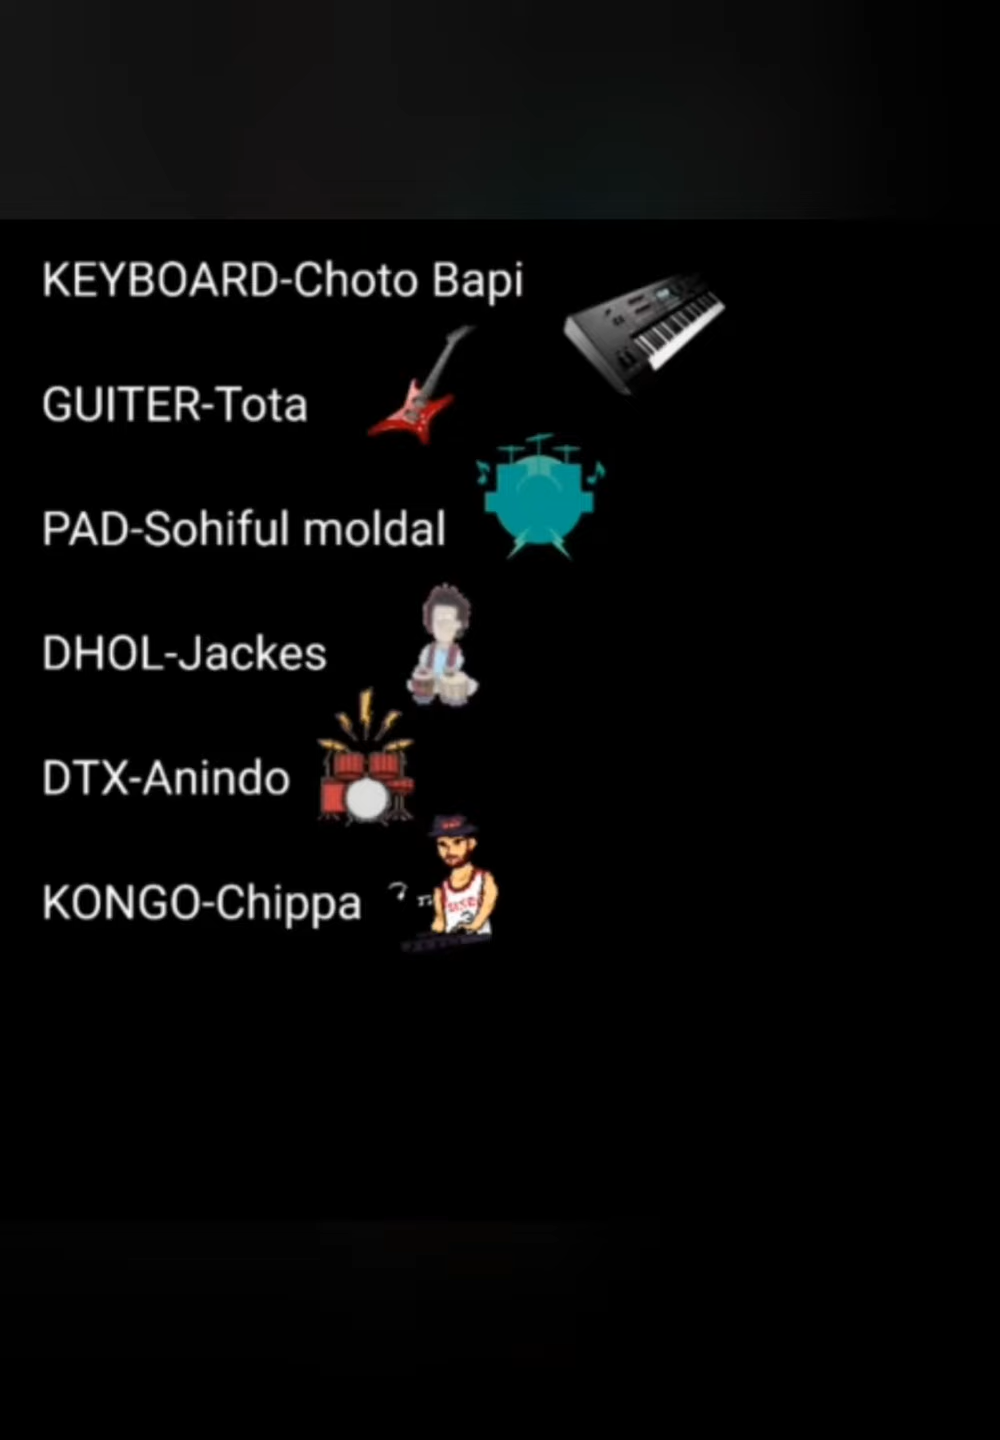 KEYBOARD-Choto Bapi
GUITER-Tota
PAD-Sohiful moldal
DHOL-Jackes
DTX-Anindo
KONGO-Chippa